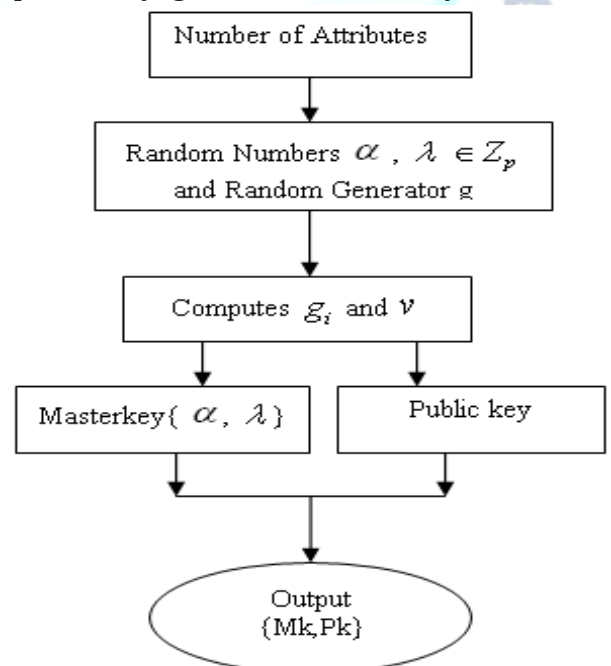 Number of Attributes
Random Numbers α , λ ∈ Z_p
and Random Generator g
Computes g_i and v
Masterkey{ α, λ }
Public key
Output
{Mk,Pk}